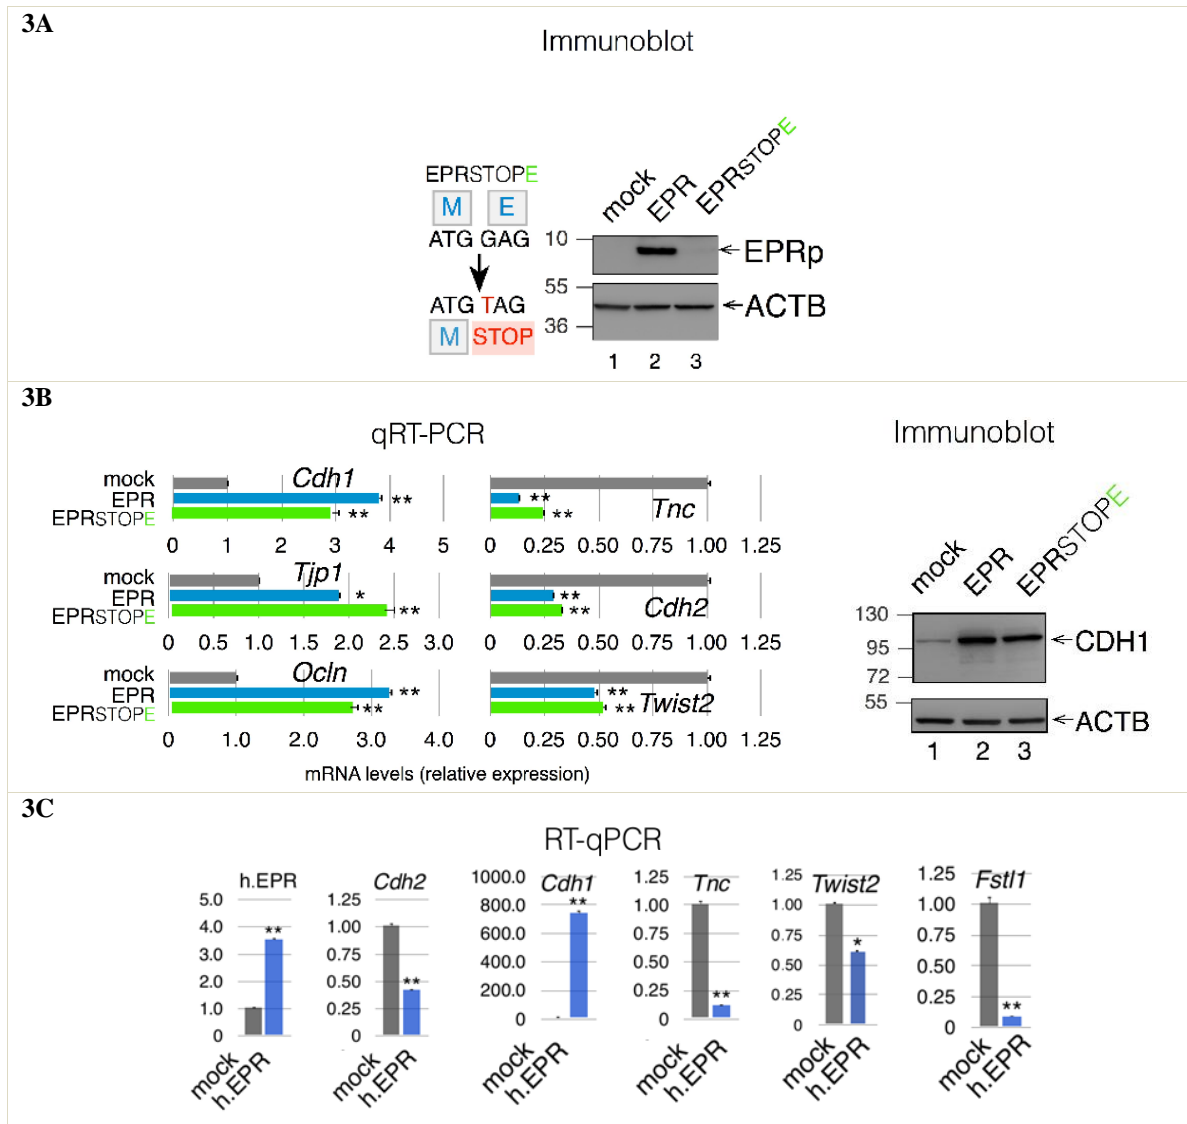 3A
Immunoblot
EPRSTOPE
M E
ATG GAG
ATG TAG
M STOP
mock EPR EPRSTOPE
10
EPRp
55
ACTB
36
1 2 3
3B
qRT-PCR
mock
EPR
EPRSTOPE
Cdh1
** 
**
0 1 2 3 4 5
**
**
Tnc
0 0.25 0.50 0.75 1.00 1.25
mock
EPR
EPRSTOPE
Tjp1
*
**
0 0.5 1.0 1.5 2.0 2.5 3.0
**
**
Cdh2
0 0.25 0.50 0.75 1.00 1.25
mock
EPR
EPRSTOPE
Ocln
**
**
0 1.0 2.0 3.0 4.0
**
**
Twist2
0 0.25 0.50 0.75 1.00 1.25
mRNA levels (relative expression)
Immunoblot
mock EPR EPRSTOPE
130
CDH1
95
72
55
ACTB
1 2 3
3C
RT-qPCR
h.EPR
5.0
4.0
3.0
2.0
1.0
0
**
mock
h.EPR
Cdh2
1.25
1.00
0.75
0.50
0.25
0
**
mock
h.EPR
Cdh1
1000.0
800.0
600.0
400.0
200.0
0
**
mock
h.EPR
Tnc
1.25
1.00
0.75
0.50
0.25
0
**
mock
h.EPR
Twist2
1.25
1.00
0.50
0.25
0
*
mock
h.EPR
Fstl1
1.25
1.00
0.50
0.25
0
**
mock
h.EPR